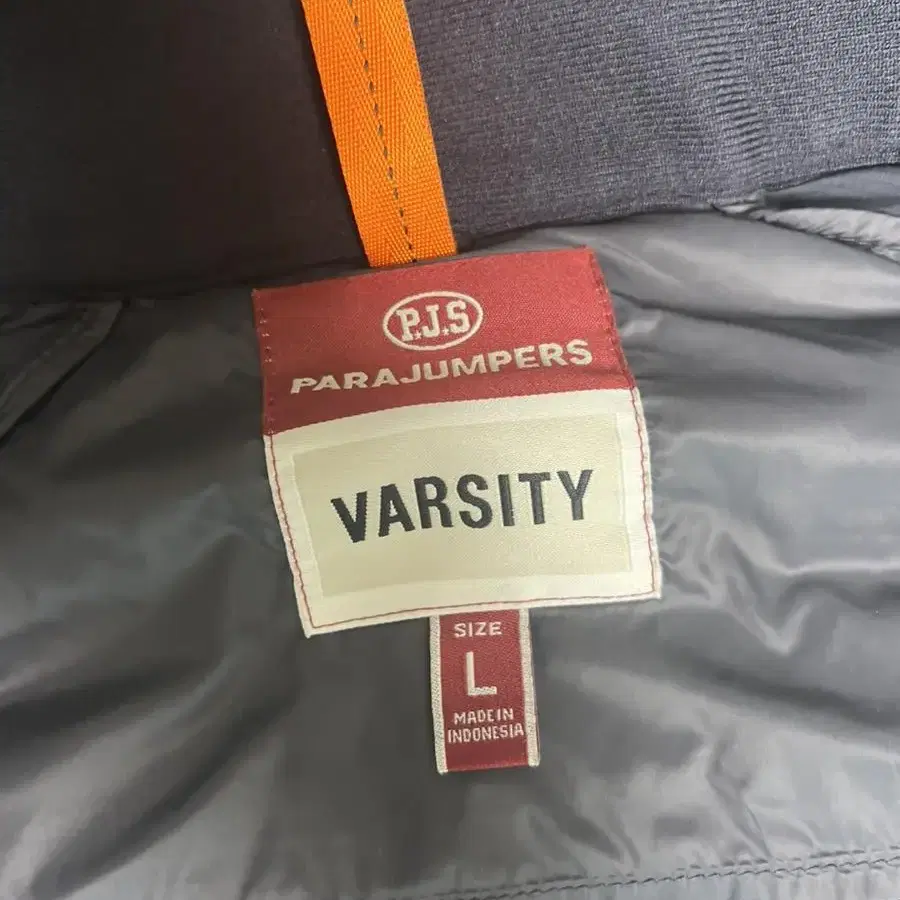 P.J.S
PARAJUMPERS
VARSITY
SIZE
L
MADE IN
INDONESIA